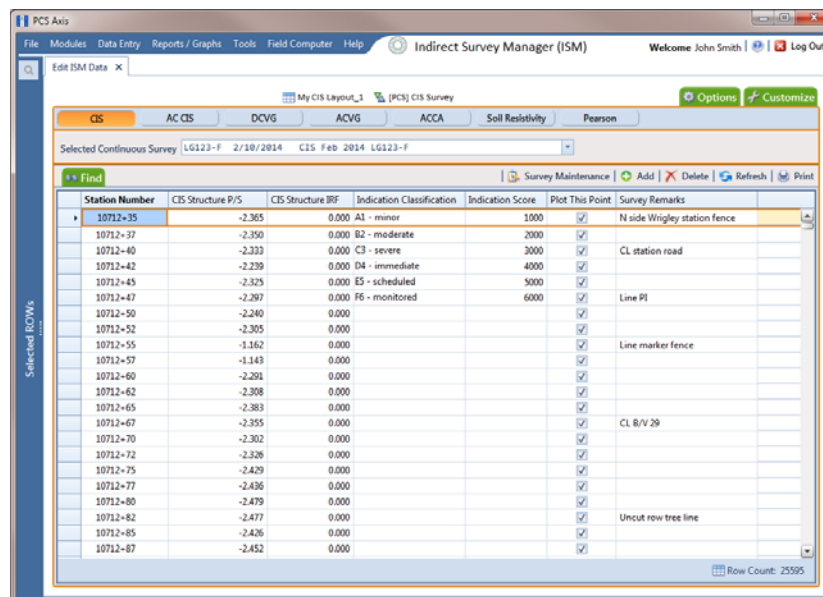 PCS Axis
File Modules Data Entry Reports / Graphs Tools Field Computer Help Indirect Survey Manager (ISM) Welcome John Smith Log Out
Edit ISM Data X
My CIS Layout_1 [PCS] CIS Survey Options Customize
CIS AC CIS DCVG ACVG ACCA Soil Resistivity Pearson
Selected Continuous Survey LG123-F 2/10/2014 CIS Feb 2014 LG123-F
Find Survey Maintenance Add Delete Refresh Print
Station Number CIS Structure P/S CIS Structure IRF Indication Classification Indication Score Plot This Point Survey Remarks
10712+35 -2.365 0.000 A1 - minor 1000 N side Wrigley station fence
10712+37 -2.350 0.000 B2 - moderate 2000
10712+40 -2.333 0.000 C3 - severe 3000 CL station road
10712+42 -2.239 0.000 D4 - immediate 4000
10712+45 -2.325 0.000 E5 - scheduled 5000
10712+47 -2.297 0.000 F6 - monitored 6000 Line PI
10712+50 -2.240 0.000
10712+52 -2.305 0.000
10712+55 -1.162 0.000 Line marker fence
10712+57 -1.143 0.000
10712+60 -2.291 0.000
10712+62 -2.308 0.000
10712+65 -2.383 0.000
10712+67 -2.355 0.000 CL B/V 29
10712+70 -2.302 0.000
10712+72 -2.326 0.000
10712+75 -2.429 0.000
10712+77 -2.436 0.000
10712+80 -2.479 0.000
10712+82 -2.477 0.000 Uncut row tree line
10712+85 -2.426 0.000
10712+87 -2.452 0.000
Row Count: 25595
Selected ROWs